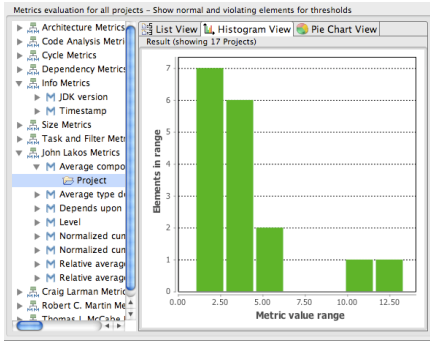 Metrics evaluation for all projects – Show normal and violating elements for thresholds
Architecture Metrics
Code Analysis Metri
Cycle Metrics
Dependency Metrics
Info Metrics
M JDK version
M Timestamp
Size Metrics
Task and Filter Metr
John Lakos Metrics
M Average compo
Project
M Average type de
M Depends upon
M Level
M Normalized cum
M Normalized cum
M Relative averag
M Relative averag
Craig Larman Metric
Robert C. Martin Me
Thomas J. McCabe
List View
Histogram View
Pie Chart View
Result (showing 17 Projects)
Elements in range
7
6
5
4
3
2
1
0
0.00 2.50 5.00 7.50 10.00 12.50
Metric value range